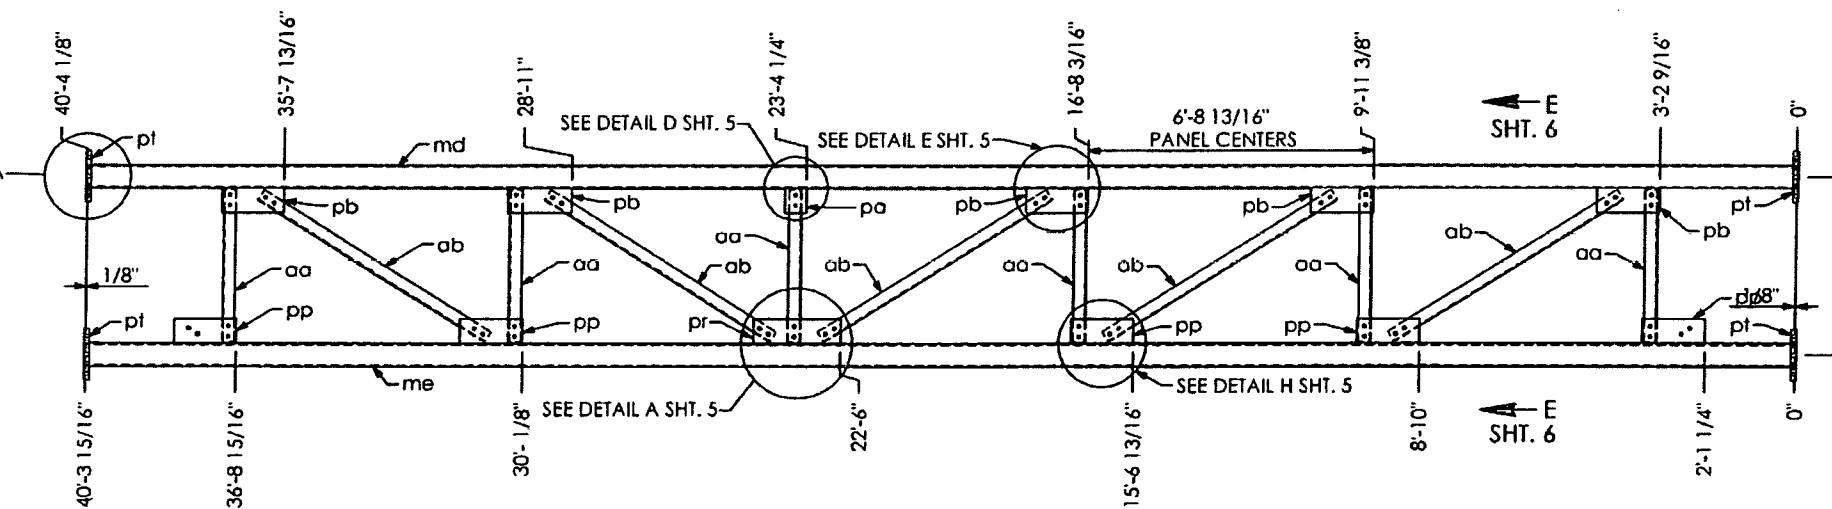 40'-4 1/8"
35'-7 13/16"
28'-11"
23'-4 1/4"
16'-8 3/16"
9'-11 3/8"
3'-2 9/16"
0"
SEE DETAIL D SHT. 5
SEE DETAIL E SHT. 5
6'-8 13/16"
PANEL CENTERS
E
SHT. 6
pt
md
pb
pb
pa
pb
pb
pb
pt
ab
aa
aa
aa
ab
ab
aa
ab
aa
ab
aa
1/8"
pt
pp
pp
pr
pp
pp
pt
me
SEE DETAIL A SHT. 5
SEE DETAIL H SHT. 5
E
SHT. 6
40'-3 15/16"
36'-8 15/16"
30'- 1/8"
22'-6"
15'-6 13/16"
8'-10"
2'-1 1/4"
0"